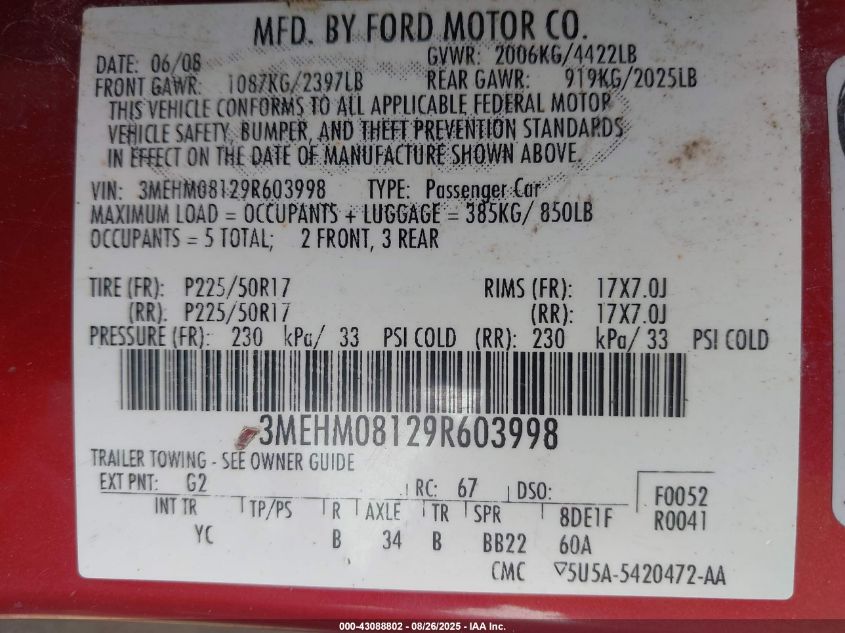 MFD. BY FORD MOTOR CO.
DATE: 06/08 GVWR: 2006KG/4422LB
FRONT GAWR: 1087KG/2397LB REAR GAWR: 919KG/2025LB
THIS VEHICLE CONFORMS TO ALL APPLICABLE FEDERAL MOTOR
VEHICLE SAFETY, BUMPER, AND THEFT PREVENTION STANDARDS
IN EFFECT ON THE DATE OF MANUFACTURE SHOWN ABOVE.
VIN: 3MEHM08129R603998 TYPE: Passenger Car
MAXIMUM LOAD = OCCUPANTS + LUGGAGE = 385KG/ 850LB
OCCUPANTS = 5 TOTAL; 2 FRONT, 3 REAR
TIRE (FR): P225/50R17 RIMS (FR): 17X7.0J
(RR): P225/50R17 (RR): 17X7.0J
PRESSURE (FR): 230 kPa/ 33 PSI COLD (RR): 230 kPa/ 33 PSI COLD
3MEHM08129R603998
TRAILER TOWING - SEE OWNER GUIDE
EXT PNT: G2 RC: 67 DSO: F0052
INT TR TP/PS R AXLE TR SPR 8DE1F R0041
YC B 34 B BB22 60A
CMC ▽5U5A-5420472-AA
000-43088802 - 08/26/2025 - IAA Inc.